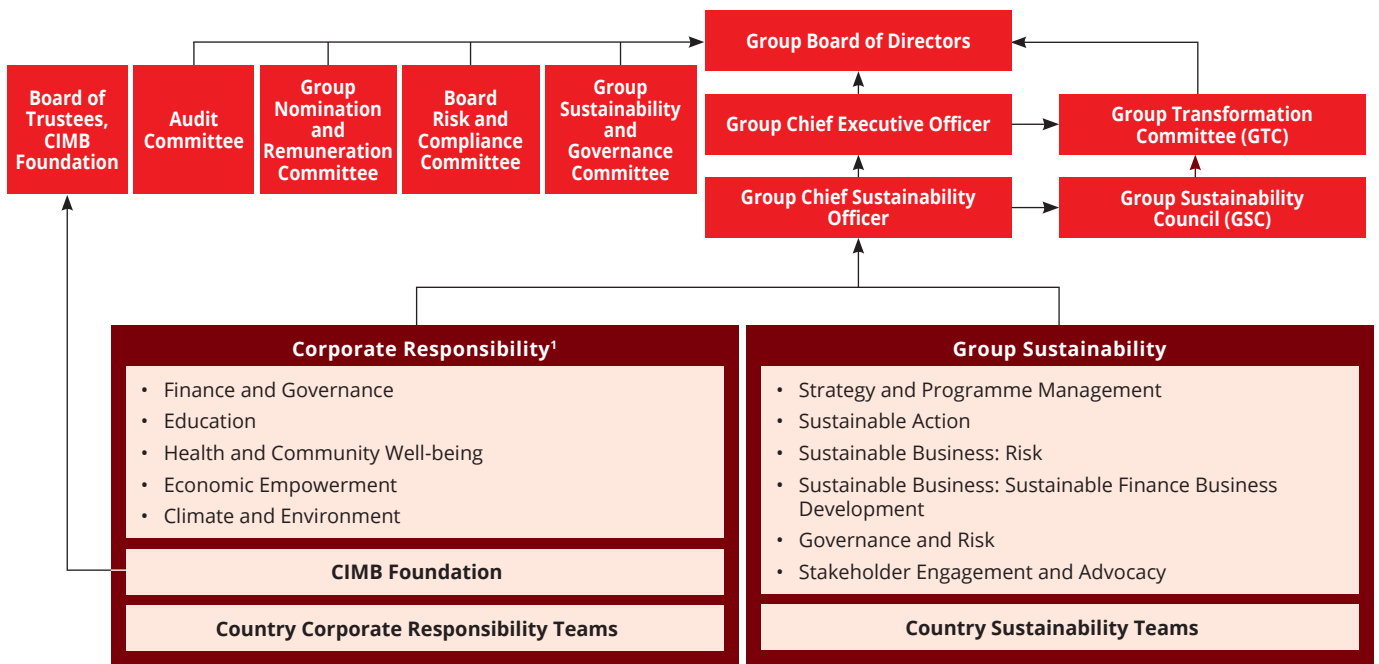 Group Board of Directors
Board of
Trustees,
CIMB
Foundation
Audit
Committee
Group
Nomination
and
Remuneration
Committee
Board
Risk and
Compliance
Committee
Group
Sustainability
and
Governance
Committee
Group Chief Executive Officer
Group Transformation
Committee (GTC)
Group Chief Sustainability
Officer
Group Sustainability
Council (GSC)
Corporate Responsibility¹
• Finance and Governance
• Education
• Health and Community Well-being
• Economic Empowerment
• Climate and Environment
CIMB Foundation
Country Corporate Responsibility Teams
Group Sustainability
• Strategy and Programme Management
• Sustainable Action
• Sustainable Business: Risk
• Sustainable Business: Sustainable Finance Business
Development
• Governance and Risk
• Stakeholder Engagement and Advocacy
Country Sustainability Teams